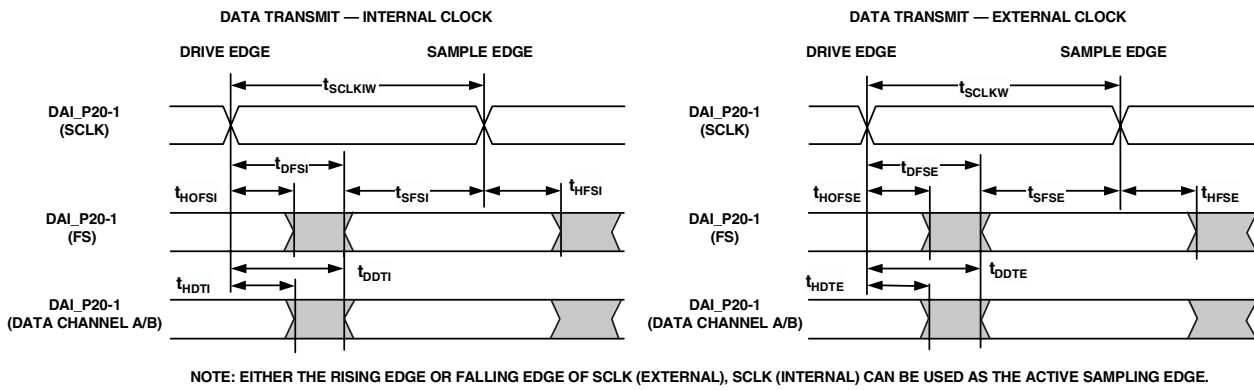 DATA TRANSMIT — INTERNAL CLOCK
DRIVE EDGE
SAMPLE EDGE
tSCLKIW
DAI_P20-1
(SCLK)
tDFSI
tHOFSI
tSFSI
tHFSI
DAI_P20-1
(FS)
tDDTI
tHDTI
DAI_P20-1
(DATA CHANNEL A/B)
DATA TRANSMIT — EXTERNAL CLOCK
DRIVE EDGE
SAMPLE EDGE
tSCLKW
DAI_P20-1
(SCLK)
tDFSE
tHOFSE
tSFSE
tHFSE
DAI_P20-1
(FS)
tDDTE
tHDTE
DAI_P20-1
(DATA CHANNEL A/B)
NOTE: EITHER THE RISING EDGE OR FALLING EDGE OF SCLK (EXTERNAL), SCLK (INTERNAL) CAN BE USED AS THE ACTIVE SAMPLING EDGE.